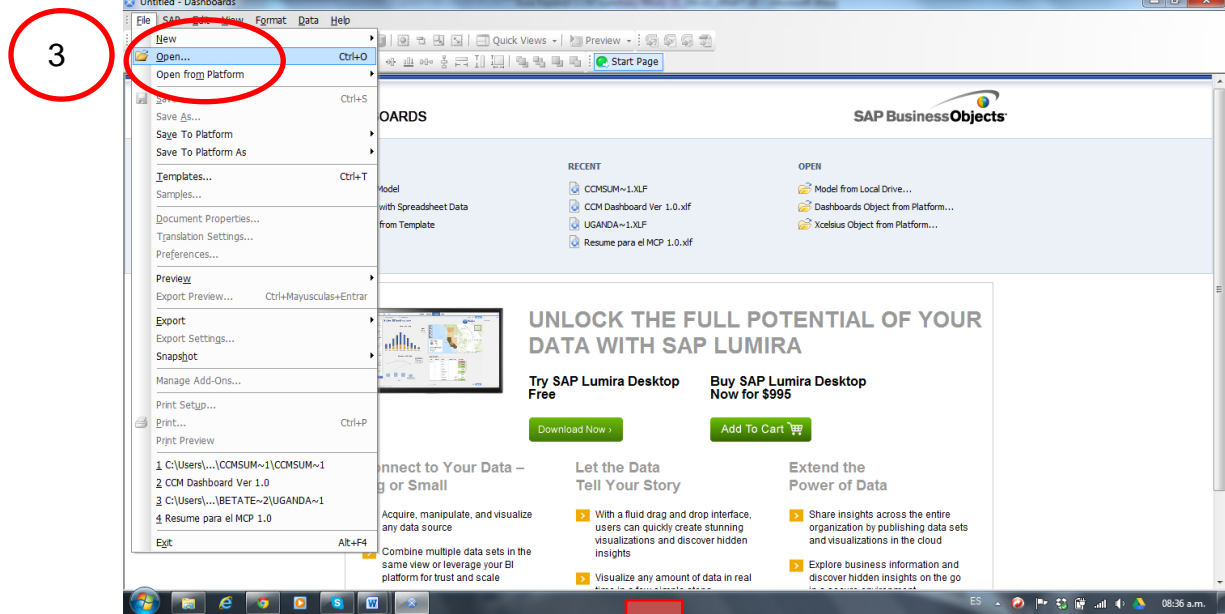 Untitled - Dashboards
File SAP Edit View Format Data Help
3
New
Quick Views
Preview
Open... Ctrl+O
Start Page
Open from Platform
Save Ctrl+S
Save As...
Save To Platform
Save To Platform As
Templates... Ctrl+T
Samples...
Document Properties...
Translation Settings...
Preferences...
Preview
Export Preview... Ctrl+Mayusculas+Entrar
Export
Export Settings...
Snapshot
Manage Add-Ons...
Print Setup...
Print... Ctrl+P
Print Preview
1 C:\Users\...\CCMSUM~1\CCMSUM~1
2 CCM Dashboard Ver 1.0
3 C:\Users\...\BETATE~2\UGANDA~1
4 Resume para el MCP 1.0
Exit Alt+F4
OARDS
SAP BusinessObjects
Model
with Spreadsheet Data
from Template
RECENT
CCMSUM~1.XLF
CCM Dashboard Ver 1.0.xlf
UGANDA~1.XLF
Resume para el MCP 1.0.xlf
OPEN
Model from Local Drive...
Dashboards Object from Platform...
Xcelsius Object from Platform...
UNLOCK THE FULL POTENTIAL OF YOUR
DATA WITH SAP LUMIRA
Try SAP Lumira Desktop
Free
Download Now ›
Buy SAP Lumira Desktop
Now for $995
Add To Cart
nnect to Your Data –
g or Small
Acquire, manipulate, and visualize
any data source
Combine multiple data sets in the
same view or leverage your BI
platform for trust and scale
Let the Data
Tell Your Story
With a fluid drag and drop interface,
users can quickly create stunning
visualizations and discover hidden
insights
Visualize any amount of data in real
time in a few simple steps
Extend the
Power of Data
Share insights across the entire
organization by publishing data sets
and visualizations in the cloud
Explore business information and
discover hidden insights on the go
in a secure environment
ES
08:36 a.m.